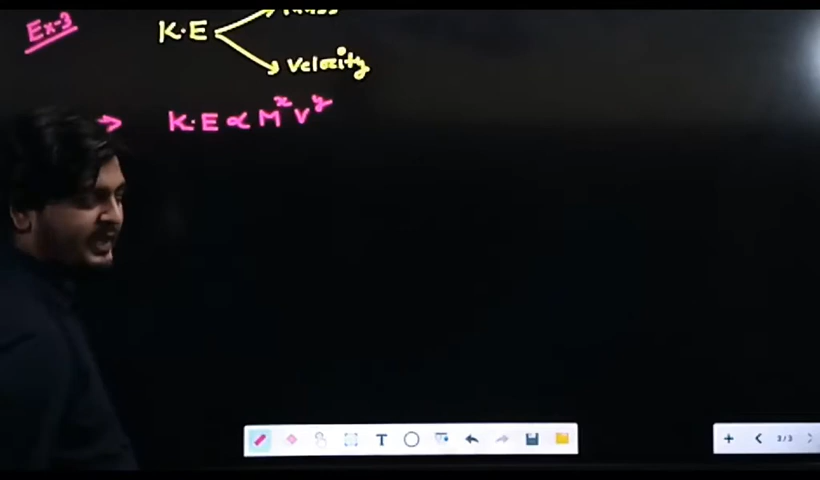 Ex-3
K.E
Velocity
K.E ∝ M^x V^y
T
3/3